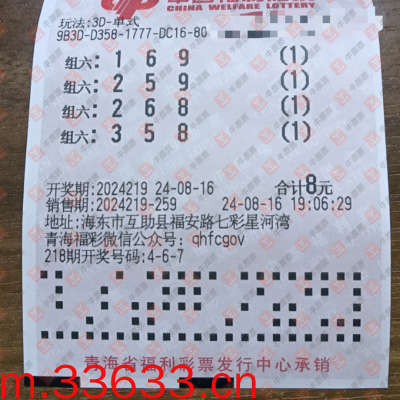 CHINA WELFARE LOTTERY
玩法:3D-单式
9B3D-D358-1777-DC16-80
组六: 1 6 9 (1)
组六: 2 5 9 (1)
组六: 2 6 8 (1)
组六: 3 5 8 (1)
开奖期:2024219 24-08-16 合计8元
销售期:2024219-259 24-08-16 19:06:29
地址:海东市互助县福安路七彩星河湾
青海福彩微信公众号: qhfcgov
218期开奖号码:4-6-7
青海省福利彩票发行中心承销
m.33633.cn